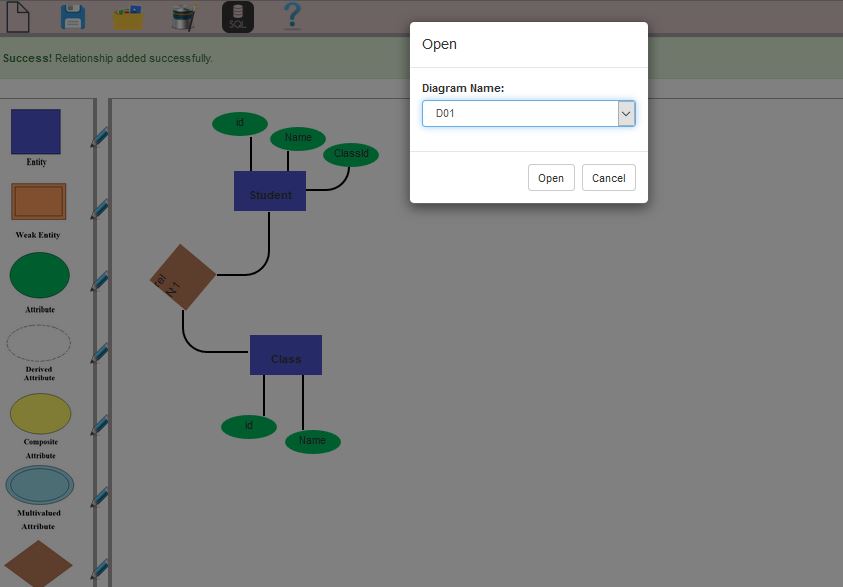 SQL
Open
Success! Relationship added successfully.
Diagram Name:
D01
Open
Cancel
Entity
Weak Entity
Attribute
Derived
Attribute
Composite
Attribute
Multivalued
Attribute
id
Name
ClassId
Student
rel
N:1
Class
id
Name